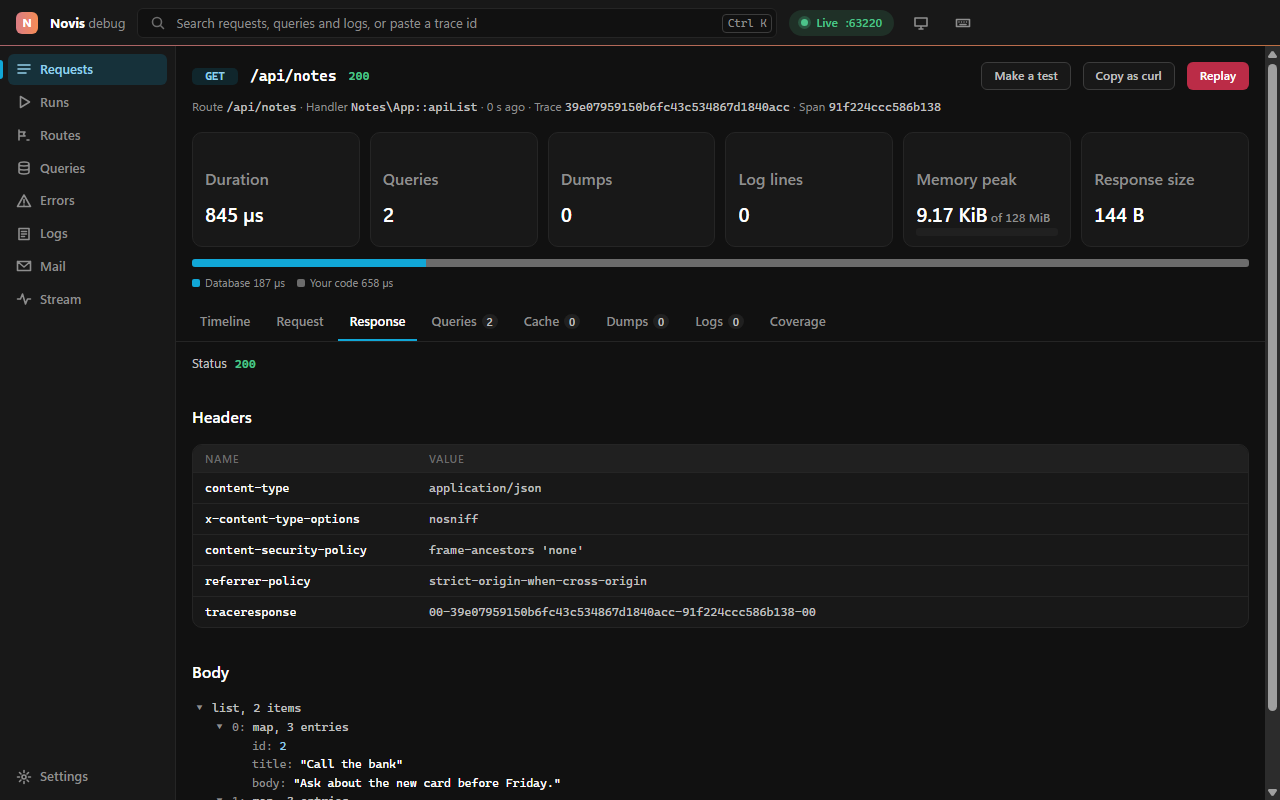 N Novis debug Search requests, queries and logs, or paste a trace id Ctrl K Live :63220
Requests
Runs
Routes
Queries
Errors
Logs
Mail
Stream
Settings
GET /api/notes 200 Make a test Copy as curl Replay
Route /api/notes · Handler Notes\App::apiList · 0 s ago · Trace 39e07959150b6fc43c534867d1840acc · Span 91f224ccc586b138
Duration
845 µs
Queries
2
Dumps
0
Log lines
0
Memory peak
9.17 KiB of 128 MiB
Response size
144 B
Database 187 µs Your code 658 µs
Timeline Request Response Queries 2 Cache 0 Dumps 0 Logs 0 Coverage
Status 200
Headers
NAME VALUE
content-type application/json
x-content-type-options nosniff
content-security-policy frame-ancestors 'none'
referrer-policy strict-origin-when-cross-origin
traceresponse 00-39e07959150b6fc43c534867d1840acc-91f224ccc586b138-00
Body
list, 2 items
0: map, 3 entries
id: 2
title: "Call the bank"
body: "Ask about the new card before Friday."